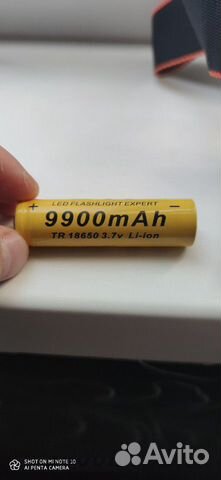 + LED FLASHLIGHT EXPERT −
9900mAh
TR 18650 3.7v Li-ion
SHOT ON MI NOTE 10
AI PENTA CAMERA
Avito